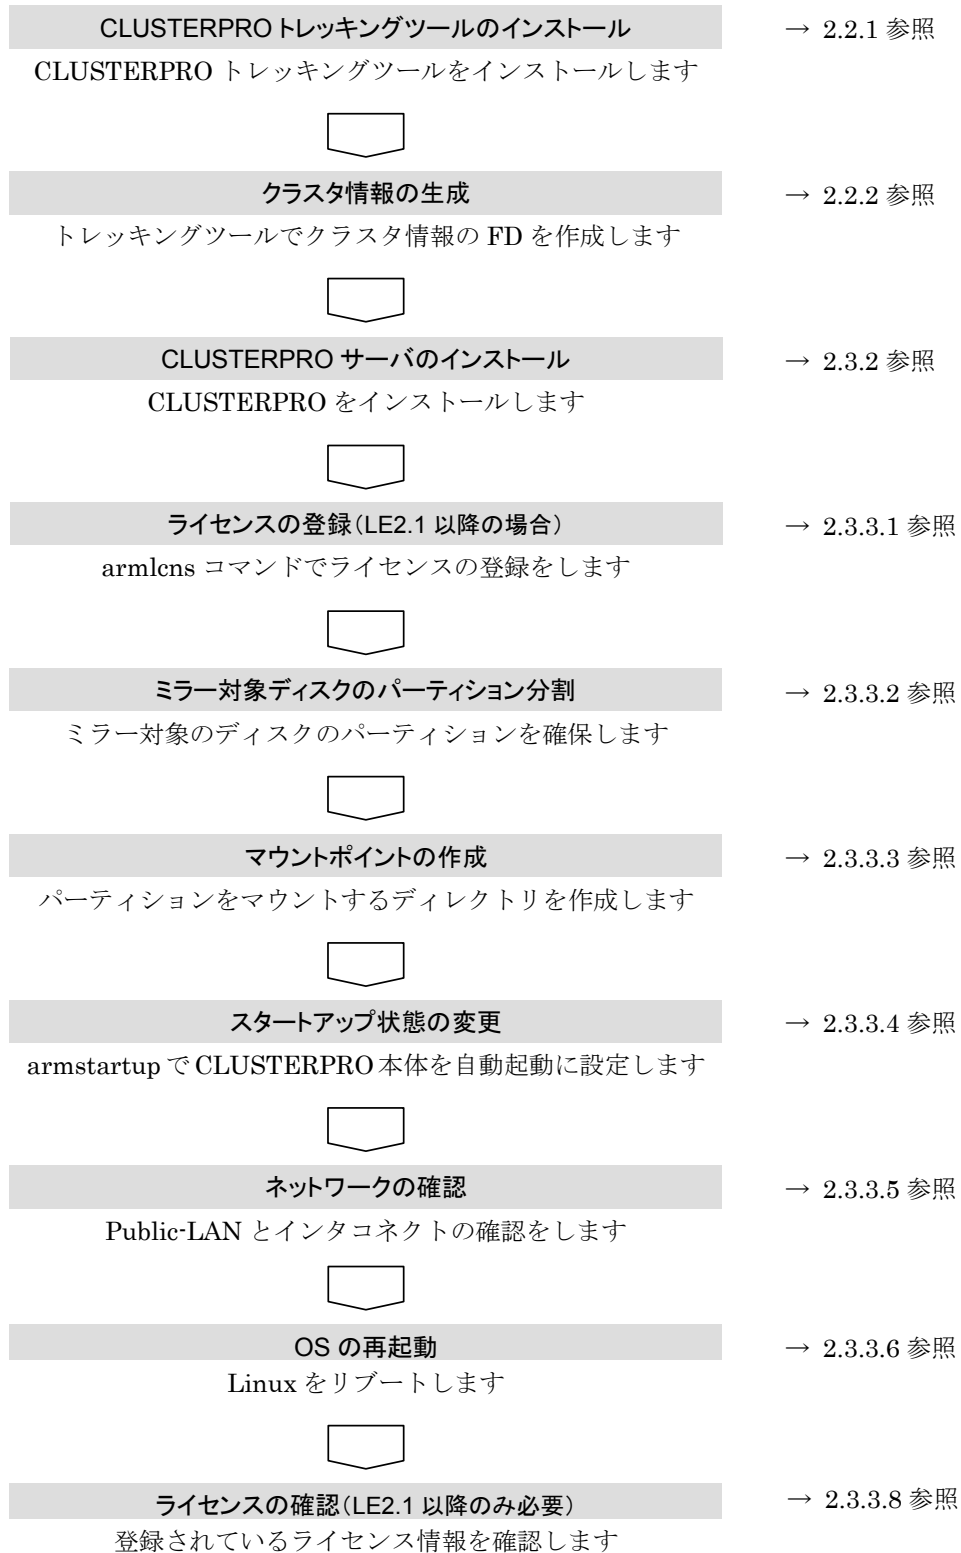 CLUSTERPRO トレッキングツールのインストール → 2.2.1 参照
CLUSTERPRO トレッキングツールをインストールします
クラスタ情報の生成 → 2.2.2 参照
トレッキングツールでクラスタ情報の FD を作成します
CLUSTERPRO サーバのインストール → 2.3.2 参照
CLUSTERPRO をインストールします
ライセンスの登録(LE2.1 以降の場合) → 2.3.3.1 参照
armlcns コマンドでライセンスの登録をします
ミラー対象ディスクのパーティション分割 → 2.3.3.2 参照
ミラー対象のディスクのパーティションを確保します
マウントポイントの作成 → 2.3.3.3 参照
パーティションをマウントするディレクトリを作成します
スタートアップ状態の変更 → 2.3.3.4 参照
armstartup で CLUSTERPRO 本体を自動起動に設定します
ネットワークの確認 → 2.3.3.5 参照
Public-LAN とインタコネクトの確認をします
OS の再起動 → 2.3.3.6 参照
Linux をリブートします
ライセンスの確認(LE2.1 以降のみ必要) → 2.3.3.8 参照
登録されているライセンス情報を確認します